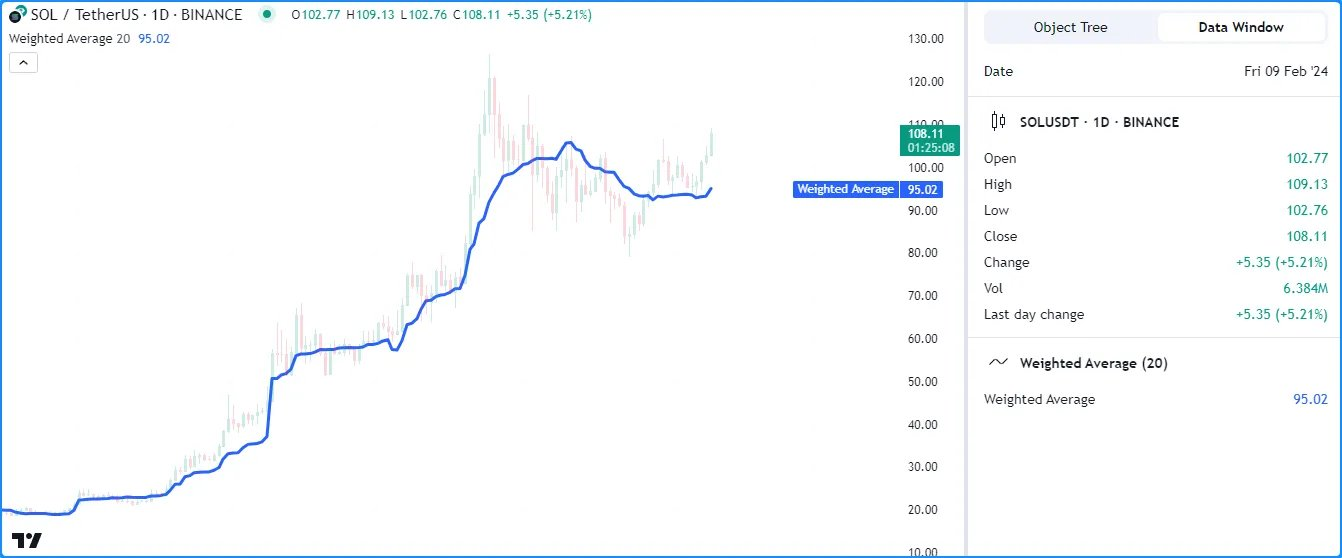 SOL / TetherUS · 1D · BINANCE O102.77 H109.13 L102.76 C108.11 +5.35 (+5.21%)
Weighted Average 20 95.02
130.00
120.00
110.00
108.11
01:25:08
100.00
Weighted Average 95.02
90.00
80.00
70.00
60.00
50.00
40.00
30.00
20.00
10.00
Object Tree Data Window
Date Fri 09 Feb '24
SOLUSDT · 1D · BINANCE
Open 102.77
High 109.13
Low 102.76
Close 108.11
Change +5.35 (+5.21%)
Vol 6.384M
Last day change +5.35 (+5.21%)
Weighted Average (20)
Weighted Average 95.02